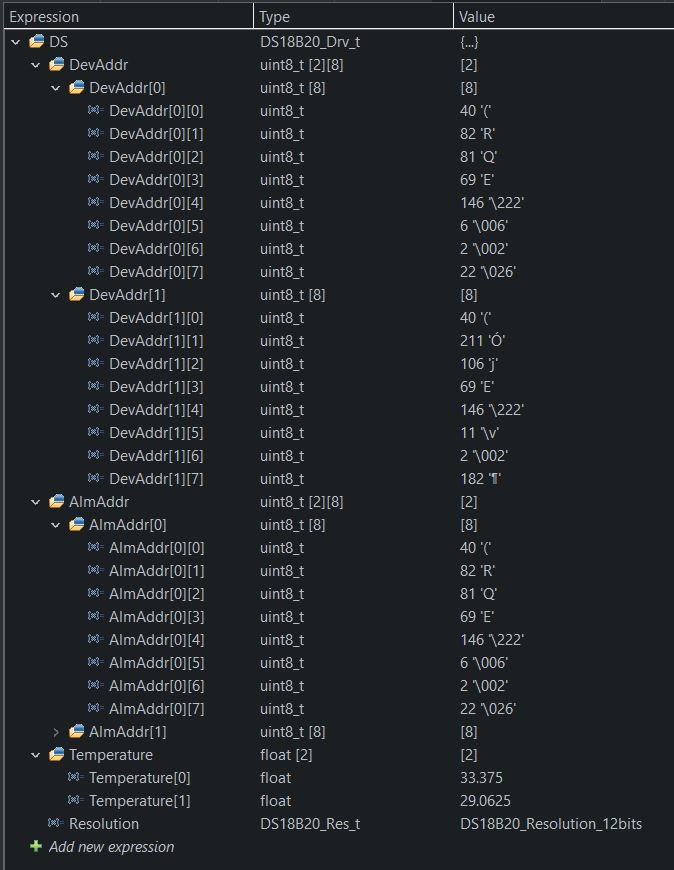 Expression Type Value
DS DS18B20_Drv_t {...}
DevAddr uint8_t [2][8] [2]
DevAddr[0] uint8_t [8] [8]
DevAddr[0][0] uint8_t 40 '('
DevAddr[0][1] uint8_t 82 'R'
DevAddr[0][2] uint8_t 81 'Q'
DevAddr[0][3] uint8_t 69 'E'
DevAddr[0][4] uint8_t 146 '\222'
DevAddr[0][5] uint8_t 6 '\006'
DevAddr[0][6] uint8_t 2 '\002'
DevAddr[0][7] uint8_t 22 '\026'
DevAddr[1] uint8_t [8] [8]
DevAddr[1][0] uint8_t 40 '('
DevAddr[1][1] uint8_t 211 'Ó'
DevAddr[1][2] uint8_t 106 'j'
DevAddr[1][3] uint8_t 69 'E'
DevAddr[1][4] uint8_t 146 '\222'
DevAddr[1][5] uint8_t 11 '\v'
DevAddr[1][6] uint8_t 2 '\002'
DevAddr[1][7] uint8_t 182 '¶'
AlmAddr uint8_t [2][8] [2]
AlmAddr[0] uint8_t [8] [8]
AlmAddr[0][0] uint8_t 40 '('
AlmAddr[0][1] uint8_t 82 'R'
AlmAddr[0][2] uint8_t 81 'Q'
AlmAddr[0][3] uint8_t 69 'E'
AlmAddr[0][4] uint8_t 146 '\222'
AlmAddr[0][5] uint8_t 6 '\006'
AlmAddr[0][6] uint8_t 2 '\002'
AlmAddr[0][7] uint8_t 22 '\026'
AlmAddr[1] uint8_t [8] [8]
Temperature float [2] [2]
Temperature[0] float 33.375
Temperature[1] float 29.0625
Resolution DS18B20_Res_t DS18B20_Resolution_12bits
Add new expression